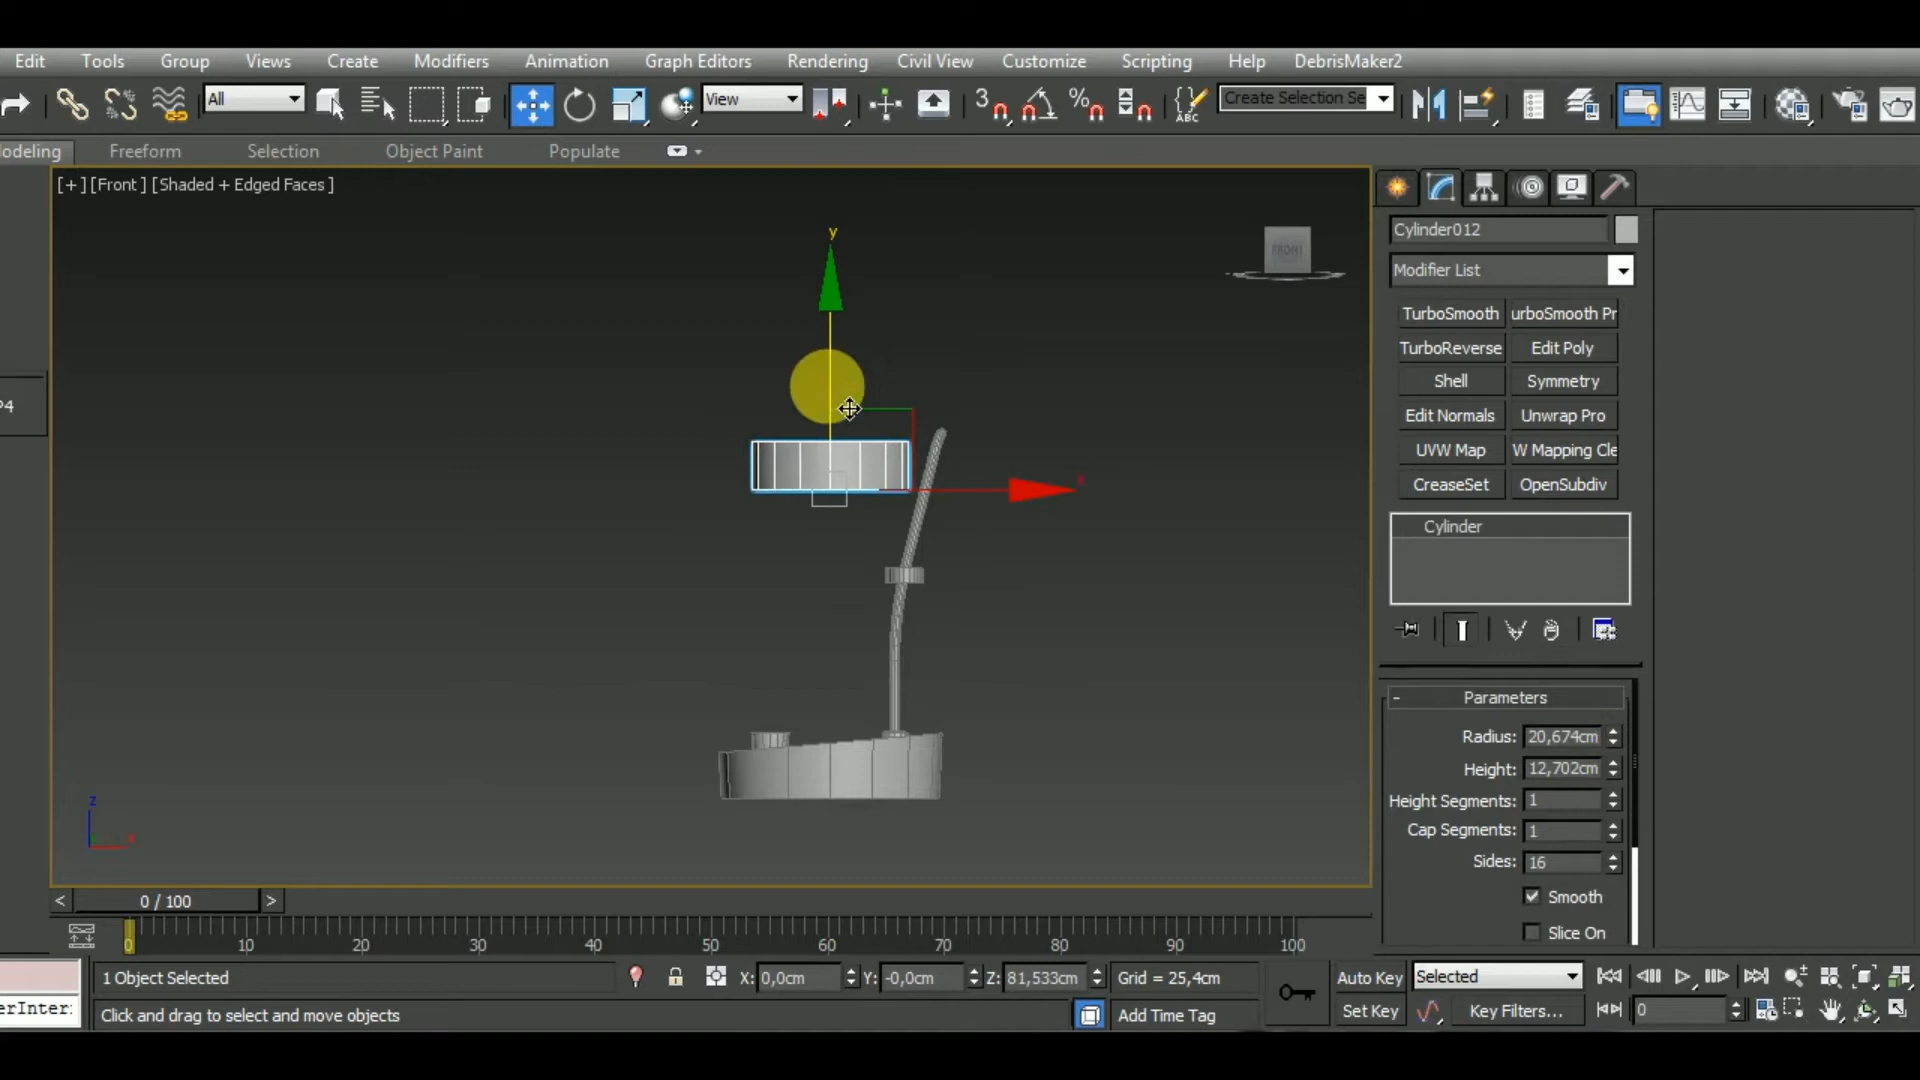 Edit Tools Group Views Create Modifiers Animation Graph Editors Rendering Civil View Customize Scripting Help DebrisMaker2
All View 3 % ABC Create Selection Se
odeling Freeform Selection Object Paint Populate
[+] [Front ] [Shaded + Edged Faces ]
y
FRONT
x
P4
z
x
Cylinder012
Modifier List
TurboSmooth urboSmooth Pr
TurboReverse Edit Poly
Shell Symmetry
Edit Normals Unwrap Pro
UVW Map W Mapping Cle
CreaseSet OpenSubdiv
Cylinder
- Parameters
Radius: 20,674cm
Height: 12,702cm
Height Segments: 1
Cap Segments: 1
Sides: 16
Smooth
Slice On
< 0 / 100 >
0 10 20 30 40 50 60 70 80 90 100
1 Object Selected X: 0,0cm Y: -0,0cm Z: 81,533cm Grid = 25,4cm Auto Key Selected
erInter: Click and drag to select and move objects Add Time Tag Set Key Key Filters... 0